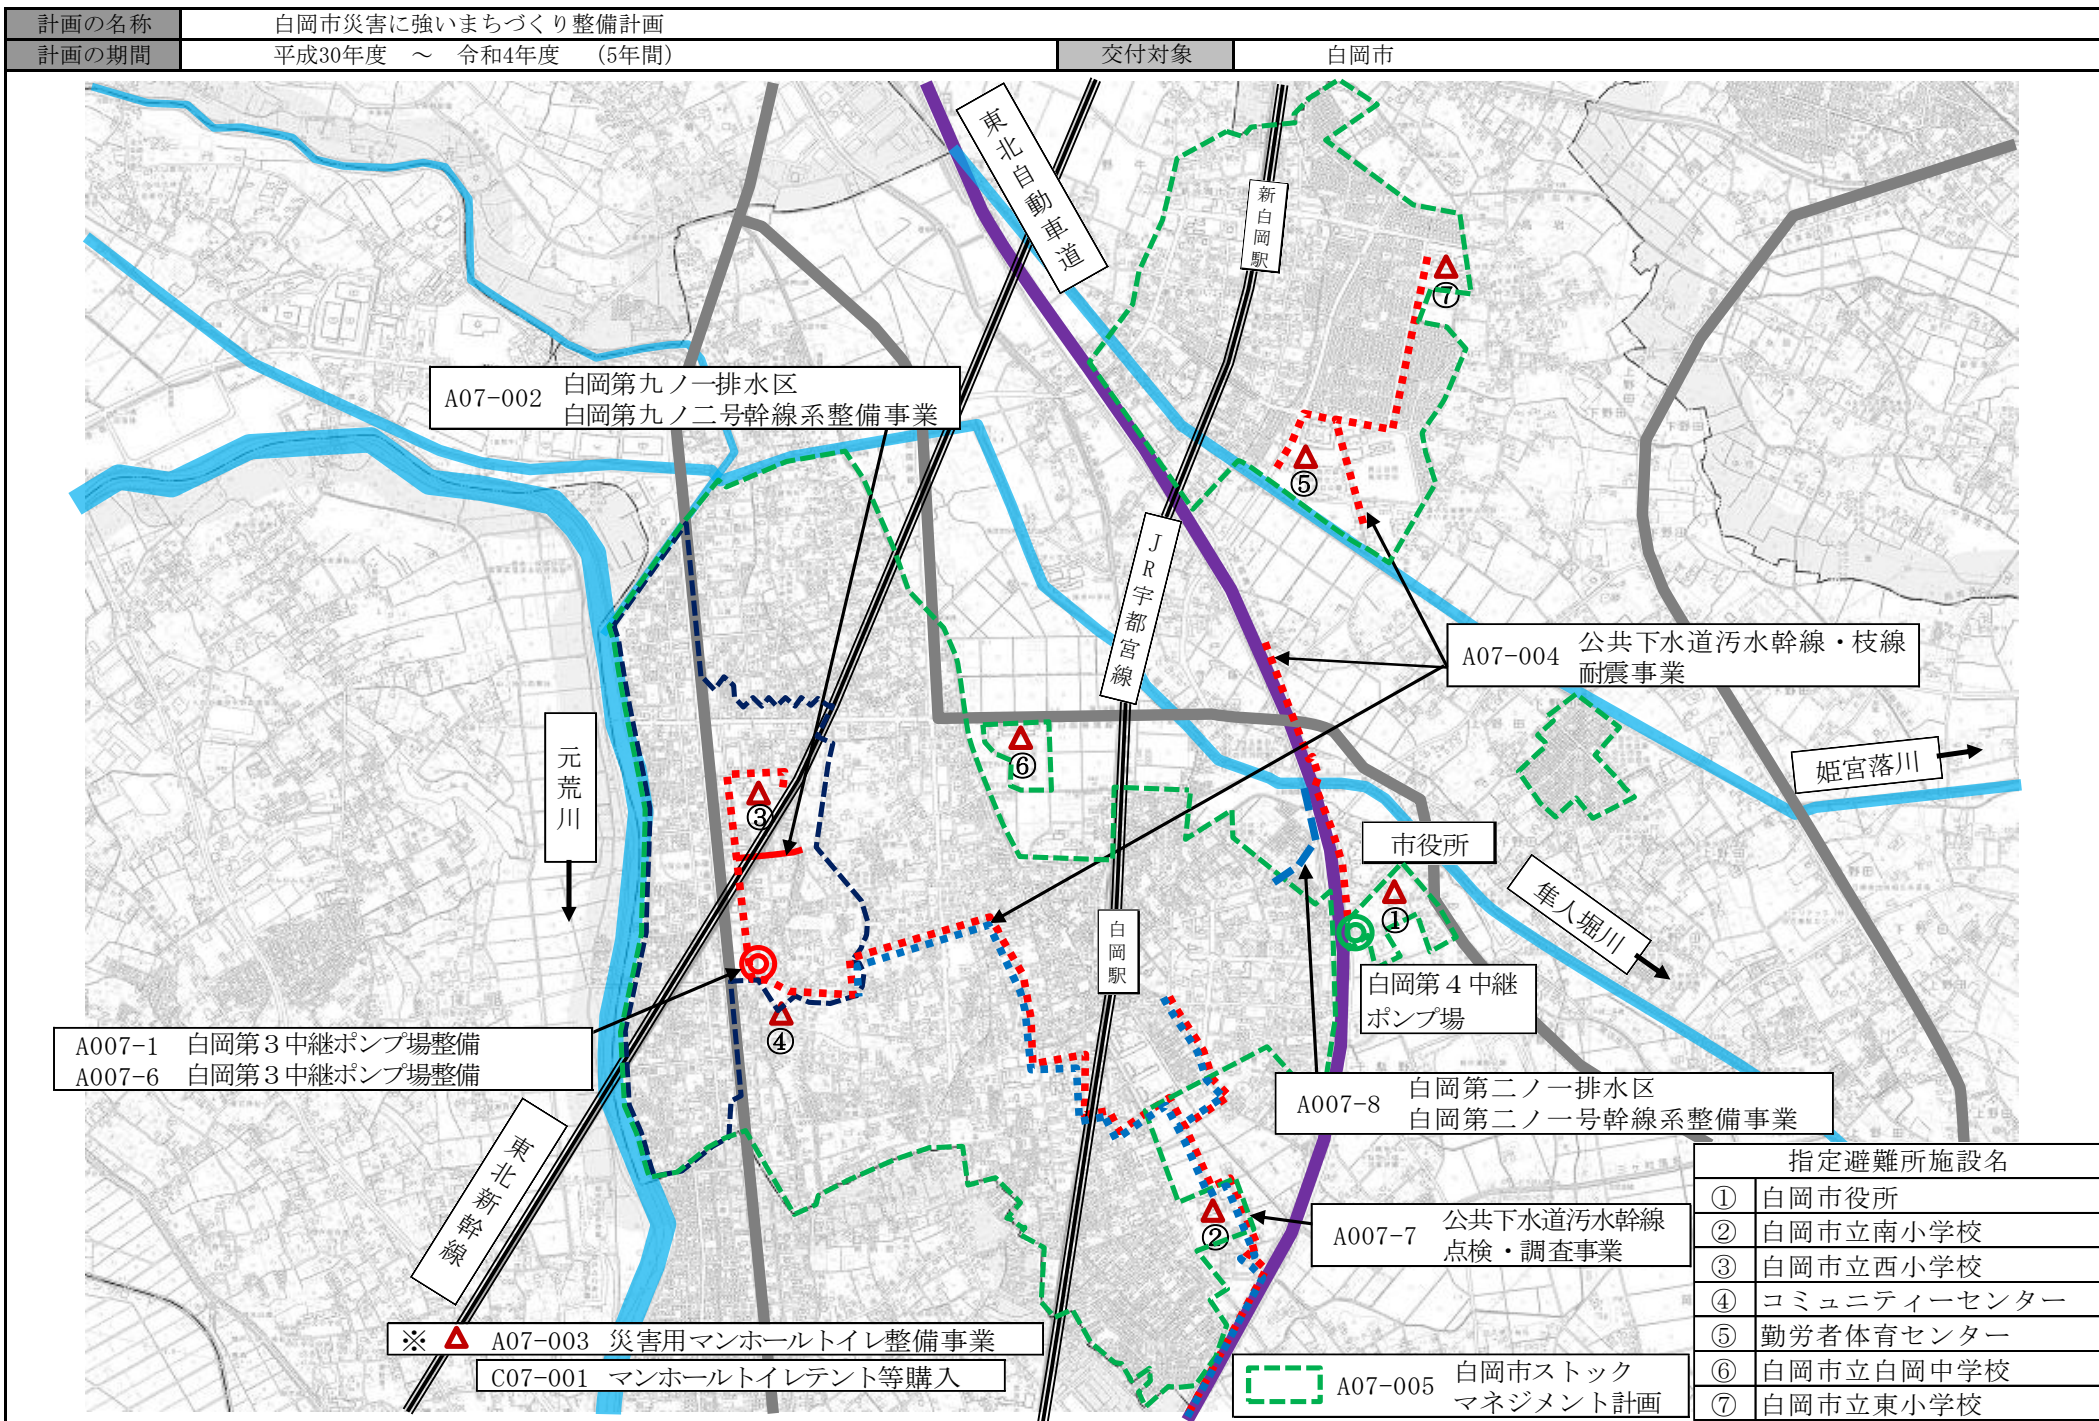 計画の名称 白岡市災害に強いまちづくり整備計画
計画の期間 平成30年度 ～ 令和4年度 （5年間） 交付対象 白岡市
東北自動車道
新白岡駅
⑦
A07-002 白岡第九ノ一排水区
白岡第九ノ二号幹線系整備事業
⑤
JR宇都宮線
A07-004 公共下水道汚水幹線・枝線
耐震事業
元荒川
⑥
姫宮落川
③
市役所
隼人堀川
①
白岡駅
白岡第4中継
ポンプ場
④
A007-1 白岡第3中継ポンプ場整備
A007-6 白岡第3中継ポンプ場整備
A007-8 白岡第二ノ一排水区
白岡第二ノ一号幹線系整備事業
東北新幹線
②
A007-7 公共下水道汚水幹線
点検・調査事業
※ A07-003 災害用マンホールトイレ整備事業
C07-001 マンホールトイレテント等購入
A07-005 白岡市ストック
マネジメント計画
指定避難所施設名
① 白岡市役所
② 白岡市立南小学校
③ 白岡市立西小学校
④ コミュニティーセンター
⑤ 勤労者体育センター
⑥ 白岡市立白岡中学校
⑦ 白岡市立東小学校